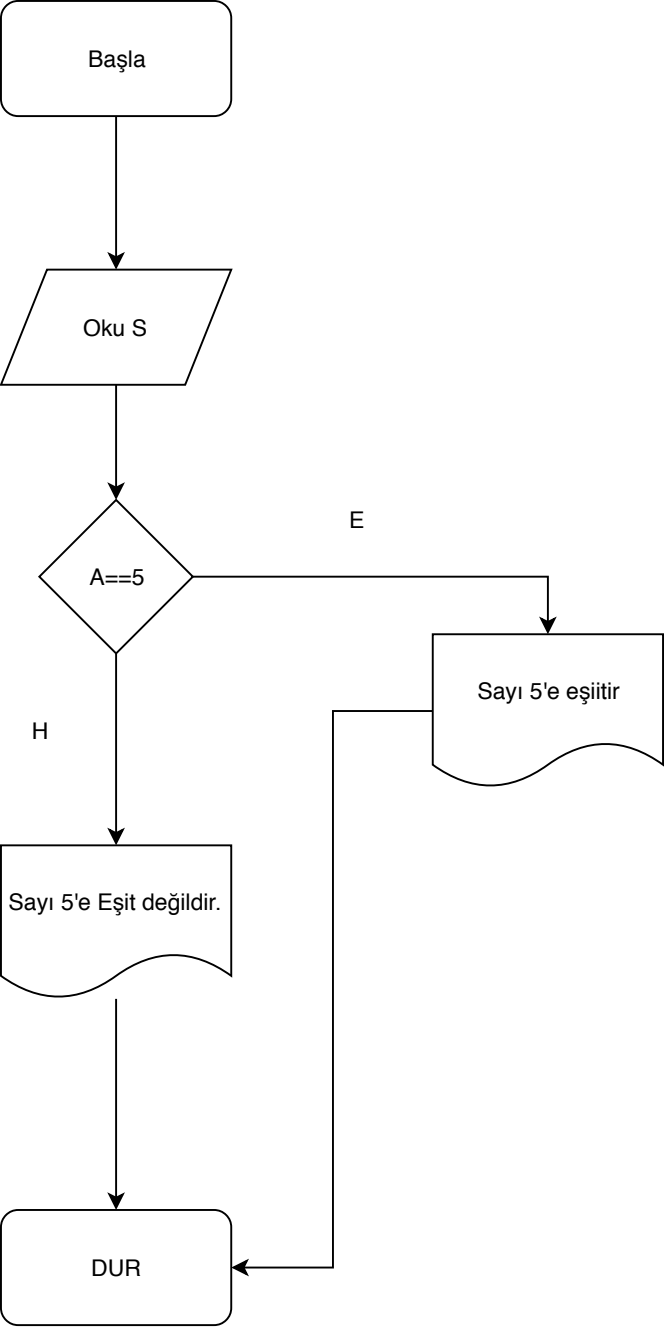 Başla
Oku S
A==5
E
Sayı 5'e eşiitir
H
Sayı 5'e Eşit değildir.
DUR